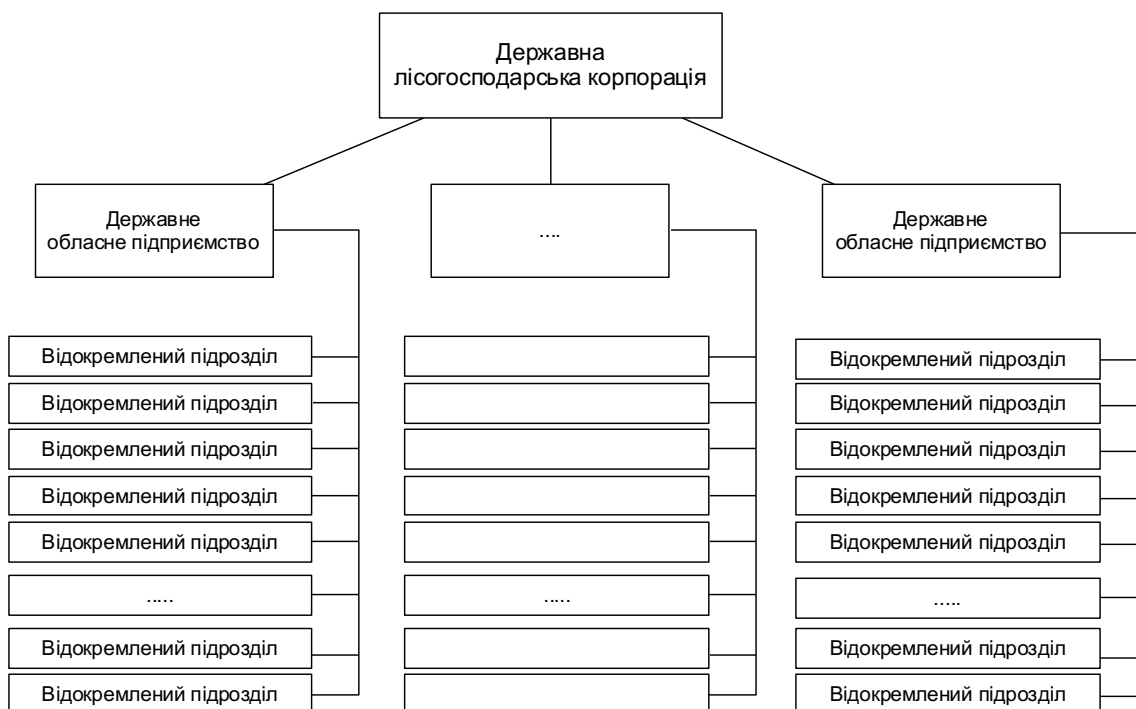 Державна
лісогосподарська корпорація
Державне
обласне підприємство
....
Державне
обласне підприємство
Відокремлений підрозділ
Відокремлений підрозділ
Відокремлений підрозділ
Відокремлений підрозділ
Відокремлений підрозділ
.....
Відокремлений підрозділ
Відокремлений підрозділ
.....
Відокремлений підрозділ
Відокремлений підрозділ
Відокремлений підрозділ
Відокремлений підрозділ
Відокремлений підрозділ
.....
Відокремлений підрозділ
Відокремлений підрозділ